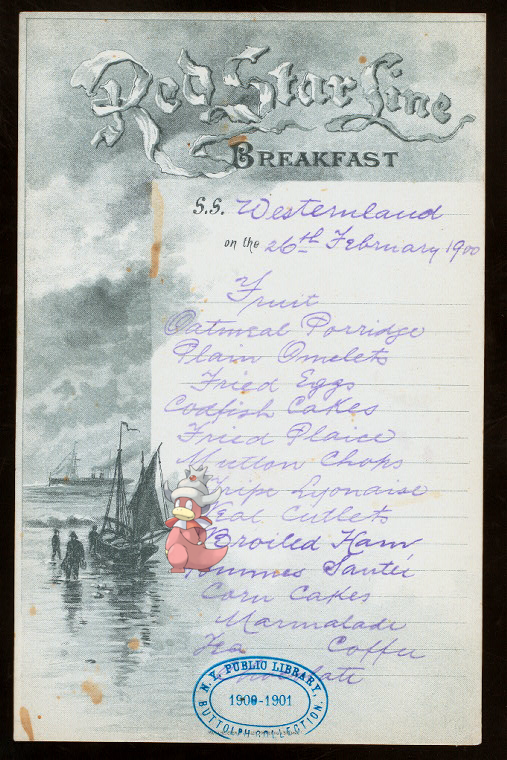 Red Star Line
BREAKFAST
S.S. Westernland
on the 26th February 1900
Fruit
Oatmeal Porridge
Plain Omelets
Fried Eggs
Codfish Cakes
Fried Plaice
Mutton Chops
Tripe Lyonaise
Veal Cutlets
Broiled Ham
Pommes Sauteé
Corn Cakes
Marmalade
Tea Coffee
N.Y. PUBLIC LIBRARY,
1900-1901
BUTTOLPH COLLECTION.